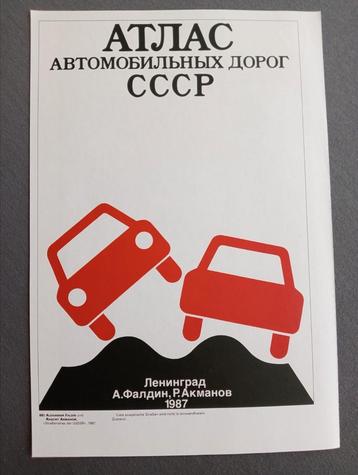 АТЛАС
АВТОМОБИЛЬНЫХ ДОРОГ
СССР
Ленинград
А.Фалдин, Р.Акманов
1987